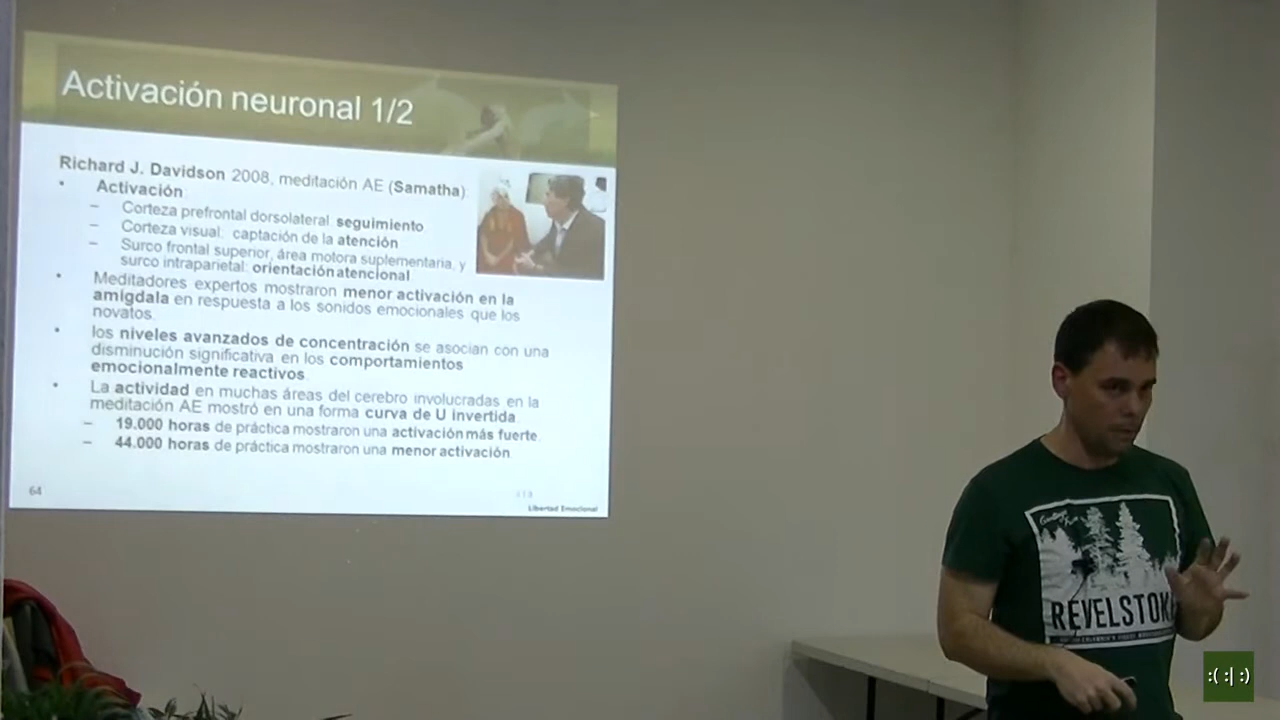 Activación neuronal 1/2
Richard J. Davidson 2008, meditación AE (Samatha)
• Activación
– Corteza prefrontal dorsolateral: seguimiento
– Corteza visual: captación de la atención
– Surco frontal superior, área motora suplementaria, y
surco intraparietal: orientación atencional
• Meditadores expertos mostraron menor activación en la
amígdala en respuesta a los sonidos emocionales que los
novatos.
• los niveles avanzados de concentración se asocian con una
disminución significativa en los comportamientos
emocionalmente reactivos
• La actividad en muchas áreas del cerebro involucradas en la
meditación AE mostró en una forma curva de U invertida.
– 19.000 horas de práctica mostraron una activación más fuerte.
– 44.000 horas de práctica mostraron una menor activación
64
Libertad Emocional
REVELSTOK
:( :| :)